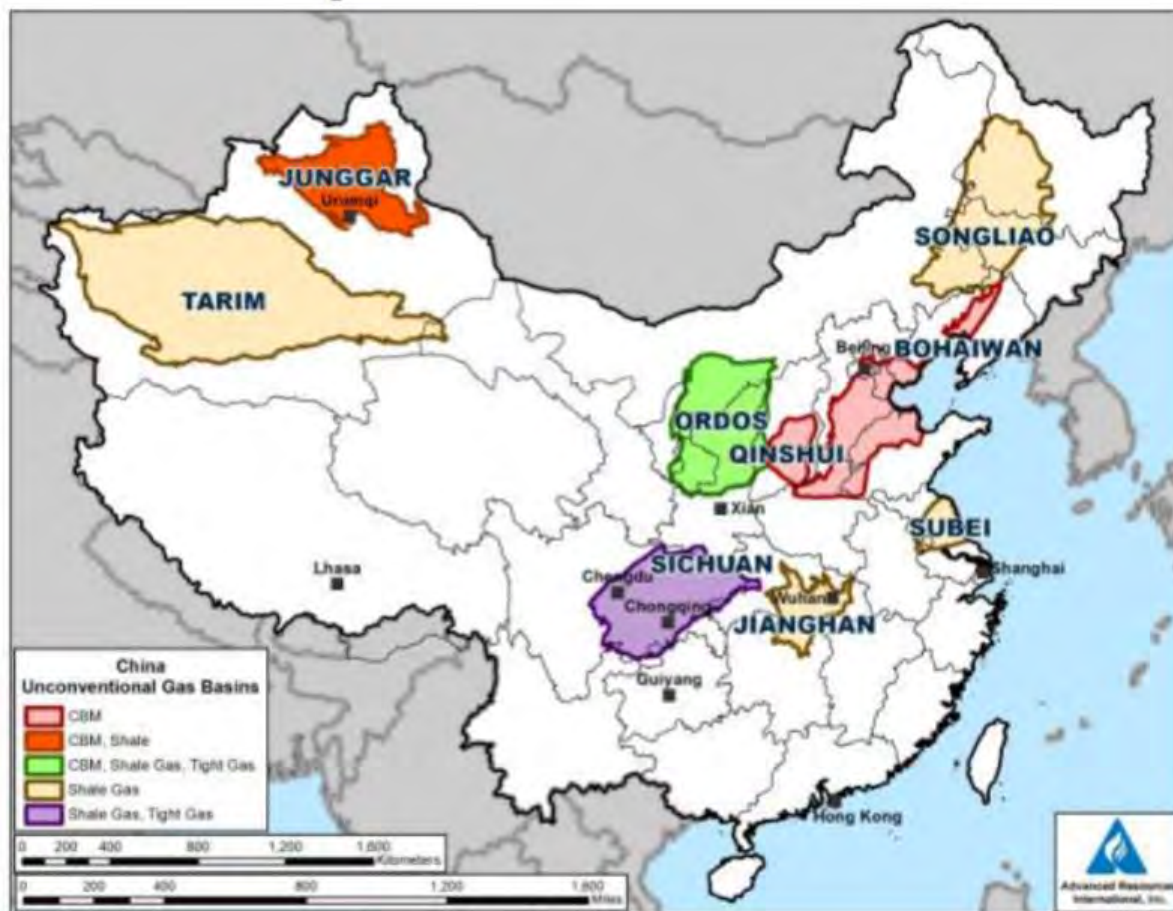 JUNGGAR
Urumqi
TARIM
SONGLIAO
Beijing
BOHAIWAN
ORDOS
QINSHUI
Xian
SUBEI
Shanghai
Lhasa
SICHUAN
Chengdu
Chongqing
Wuhan
JIANGHAN
Guiyang
Hong Kong
China
Unconventional Gas Basins
CBM
CBM, Shale
CBM, Shale Gas, Tight Gas
Shale Gas
Shale Gas, Tight Gas
0 200 400 800 1,200 1,600
Kilometers
0 200 400 800 1,200 1,600
Miles
Advanced Resources
International, Inc.